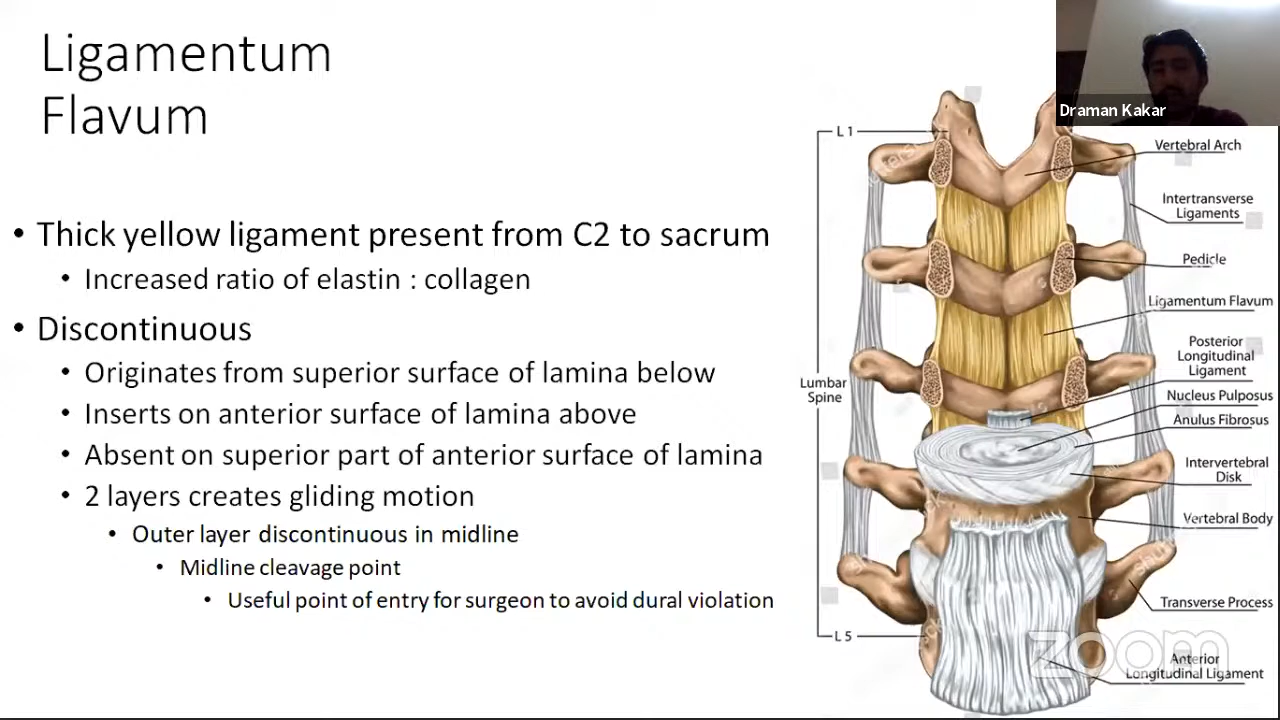 Ligamentum
Flavum
• Thick yellow ligament present from C2 to sacrum
• Increased ratio of elastin : collagen
• Discontinuous
• Originates from superior surface of lamina below
• Inserts on anterior surface of lamina above
• Absent on superior part of anterior surface of lamina
• 2 layers creates gliding motion
• Outer layer discontinuous in midline
• Midline cleavage point
• Useful point of entry for surgeon to avoid dural violation
Draman Kakar
L 1
Vertebral Arch
Intertransverse
Ligaments
Pedicle
Ligamentum Flavum
Posterior
Longitudinal
Ligament
Lumbar
Spine
Nucleus Pulposus
Anulus Fibrosus
Intervertebral
Disk
Vertebral Body
Transverse Process
L 5
Anterior
Longitudinal Ligament
zoom